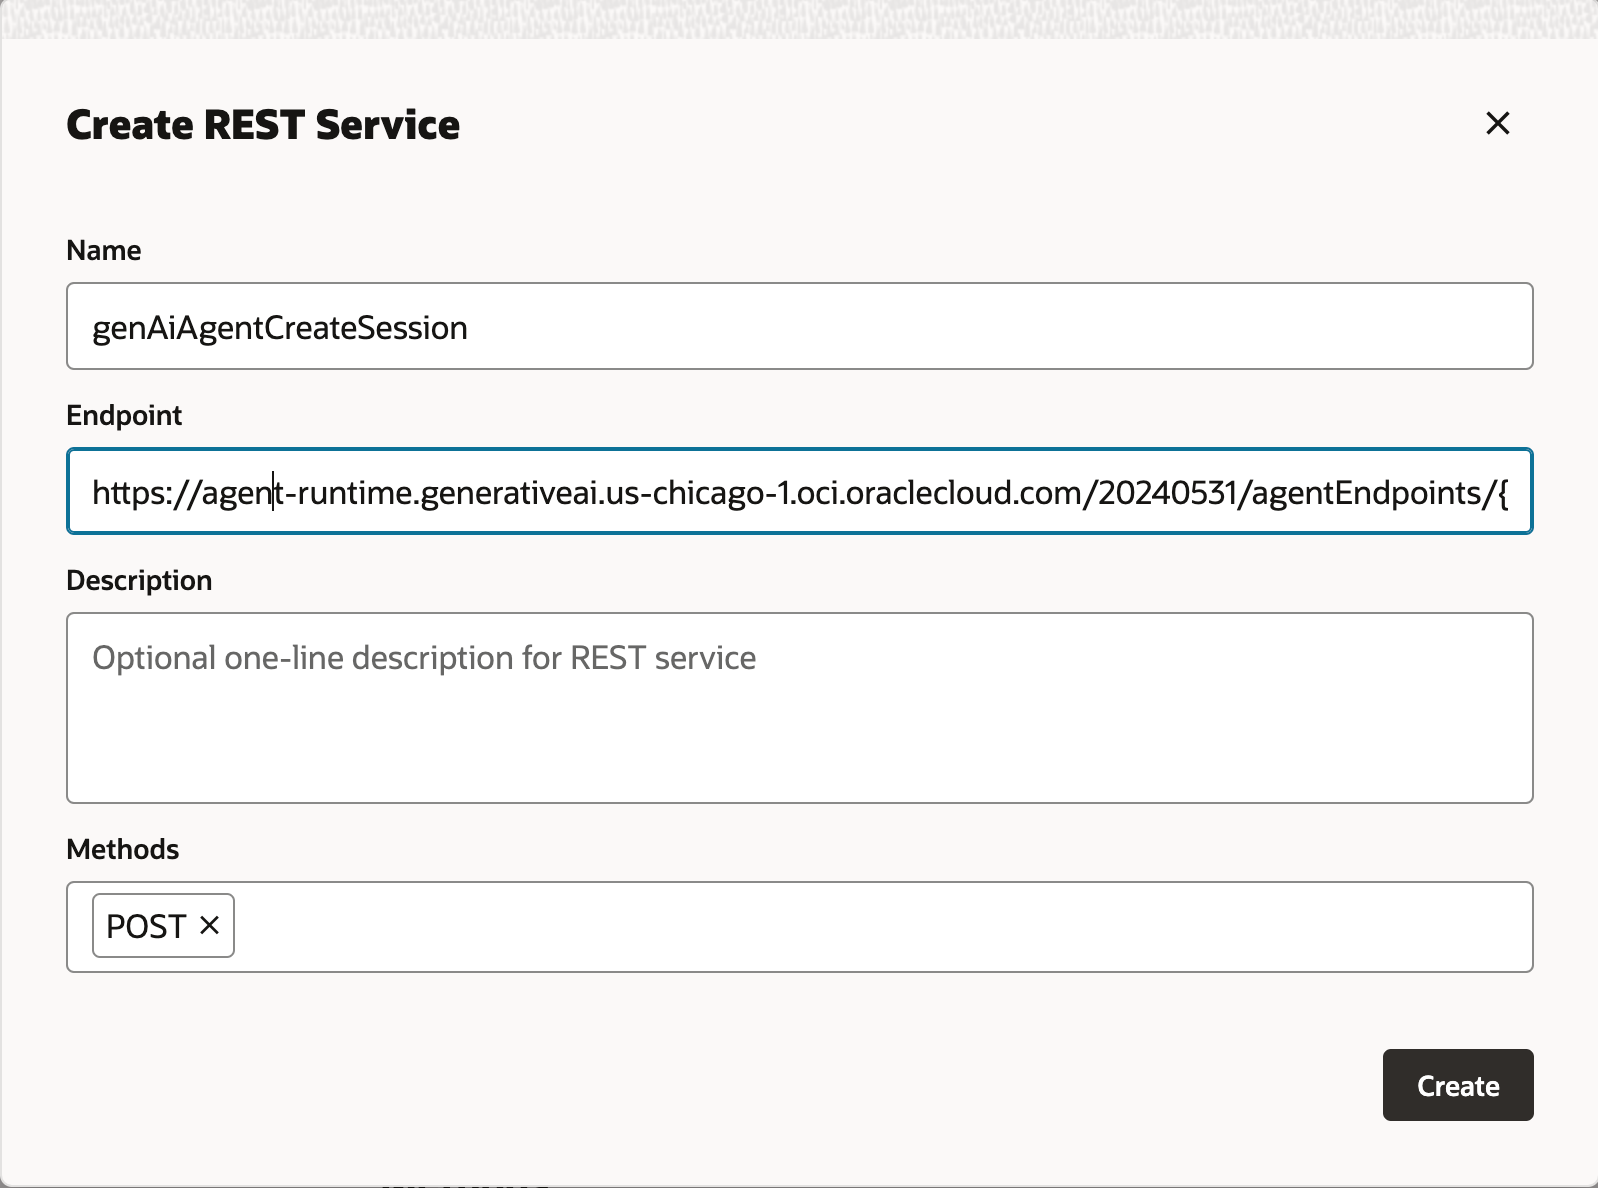 Create REST Service
Name
genAiAgentCreateSession
Endpoint
https://agent-runtime.generativeai.us-chicago-1.oci.oraclecloud.com/20240531/agentEndpoints/{
Description
Optional one-line description for REST service
Methods
POST
Create